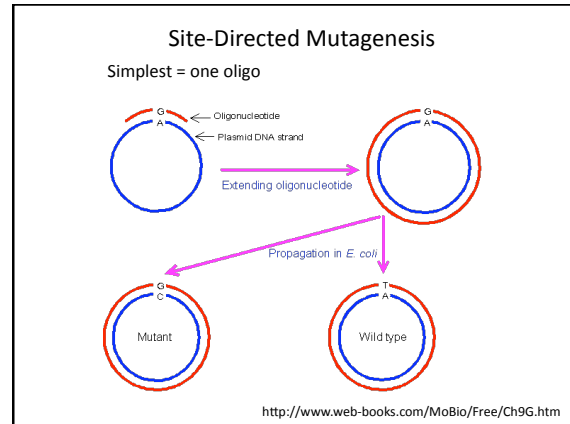 Site-Directed Mutagenesis
Simplest = one oligo
G
A
Oligonucleotide
Plasmid DNA strand
G
A
Extending oligonucleotide
Propagation in E. coli
G
C
Mutant
T
A
Wild type
http://www.web-books.com/MoBio/Free/Ch9G.htm